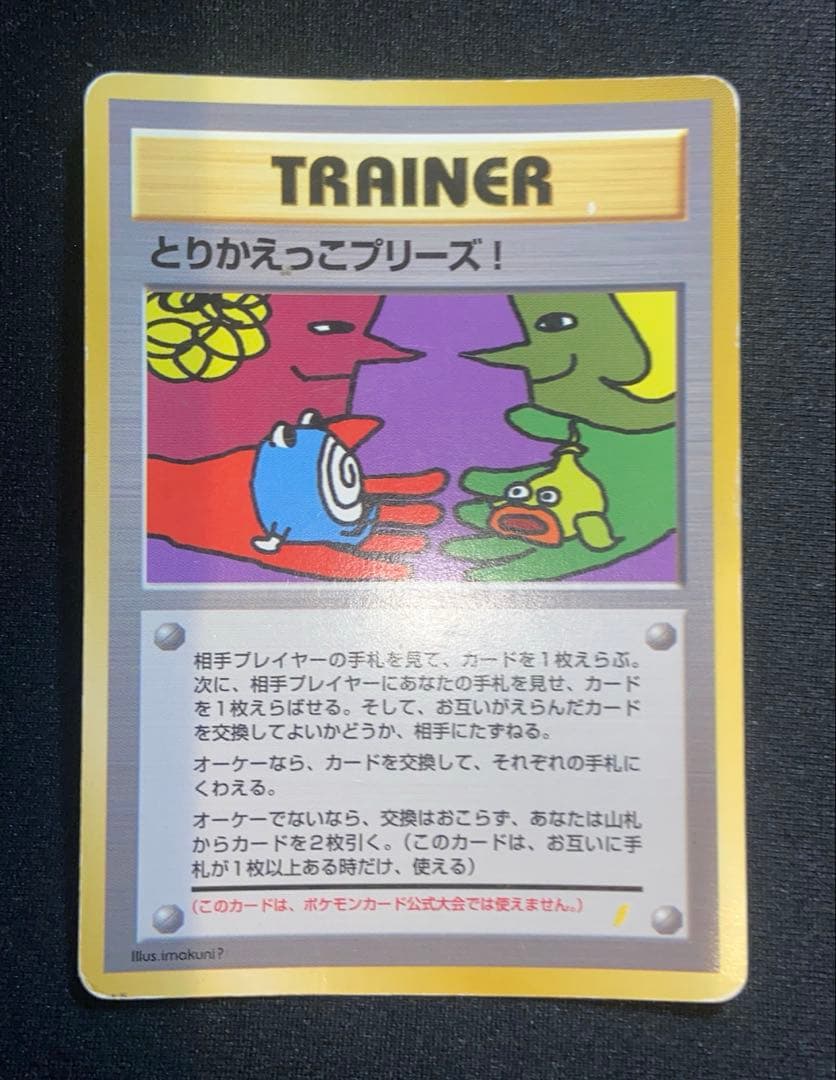 TRAINER
とりかえっこプリーズ!
相手プレイヤーの手札を見て、カードを1枚えらぶ。
次に、相手プレイヤーにあなたの手札を見せ、カード
を1枚えらばせる。そして、お互いがえらんだカード
を交換してよいかどうか、相手にたずねる。
オーケーなら、カードを交換して、それぞれの手札に
くわえる。
オーケーでないなら、交換はおこらず、あなたは山札
からカードを2枚引く。(このカードは、お互いに手
札が1枚以上ある時だけ、使える)
(このカードは、ポケモンカード公式大会では使えません。)
Illus.imakuni?